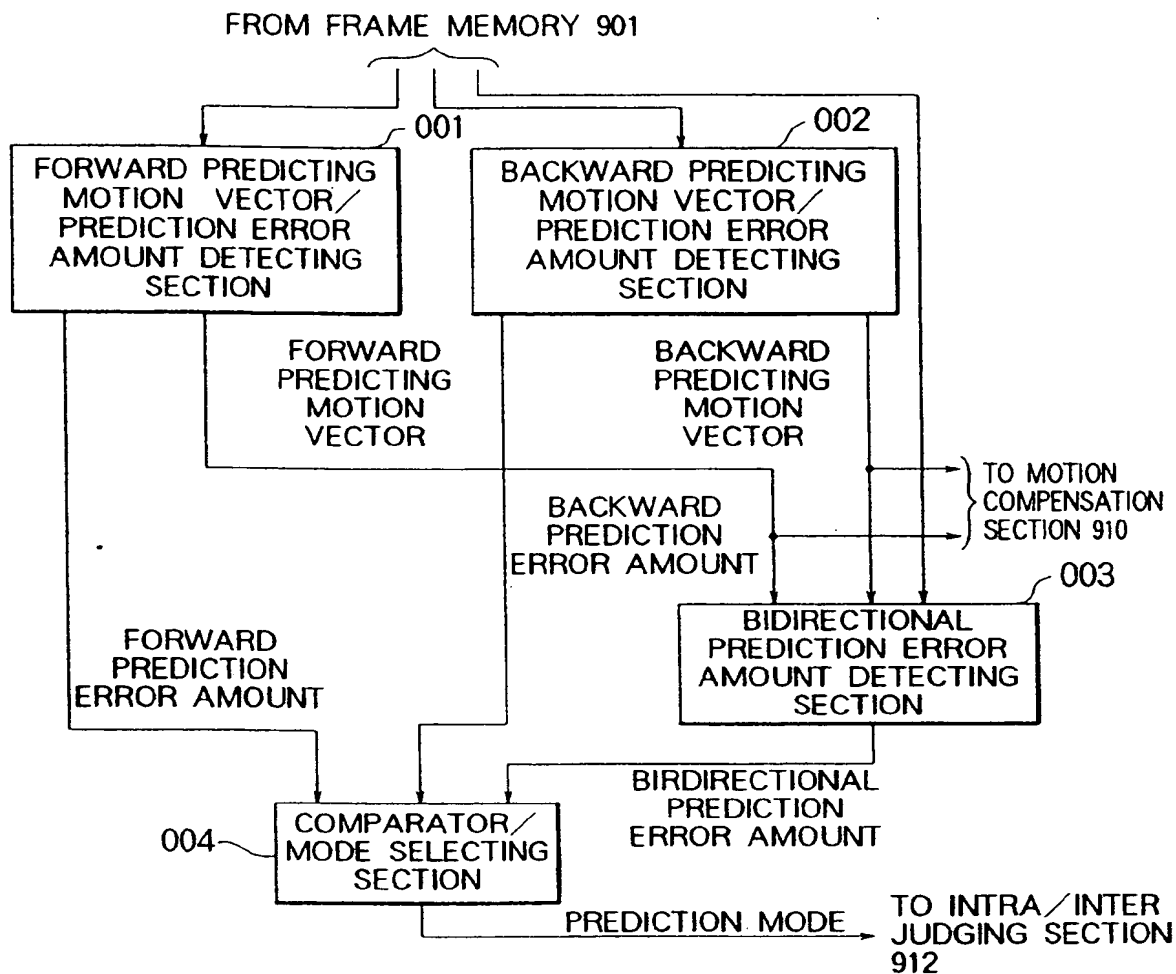 FROM FRAME MEMORY 901
001
002
FORWARD PREDICTING
MOTION VECTOR/
PREDICTION ERROR
AMOUNT DETECTING
SECTION
BACKWARD PREDICTING
MOTION VECTOR/
PREDICTION ERROR
AMOUNT DETECTING
SECTION
FORWARD
PREDICTING
MOTION
VECTOR
BACKWARD
PREDICTING
MOTION
VECTOR
TO MOTION
COMPENSATION
SECTION 910
BACKWARD
PREDICTION
ERROR AMOUNT
003
BIDIRECTIONAL
PREDICTION ERROR
AMOUNT DETECTING
SECTION
FORWARD
PREDICTION
ERROR AMOUNT
BIRDIRECTIONAL
PREDICTION
ERROR AMOUNT
004
COMPARATOR/
MODE SELECTING
SECTION
PREDICTION MODE
TO INTRA/INTER
JUDGING SECTION
912